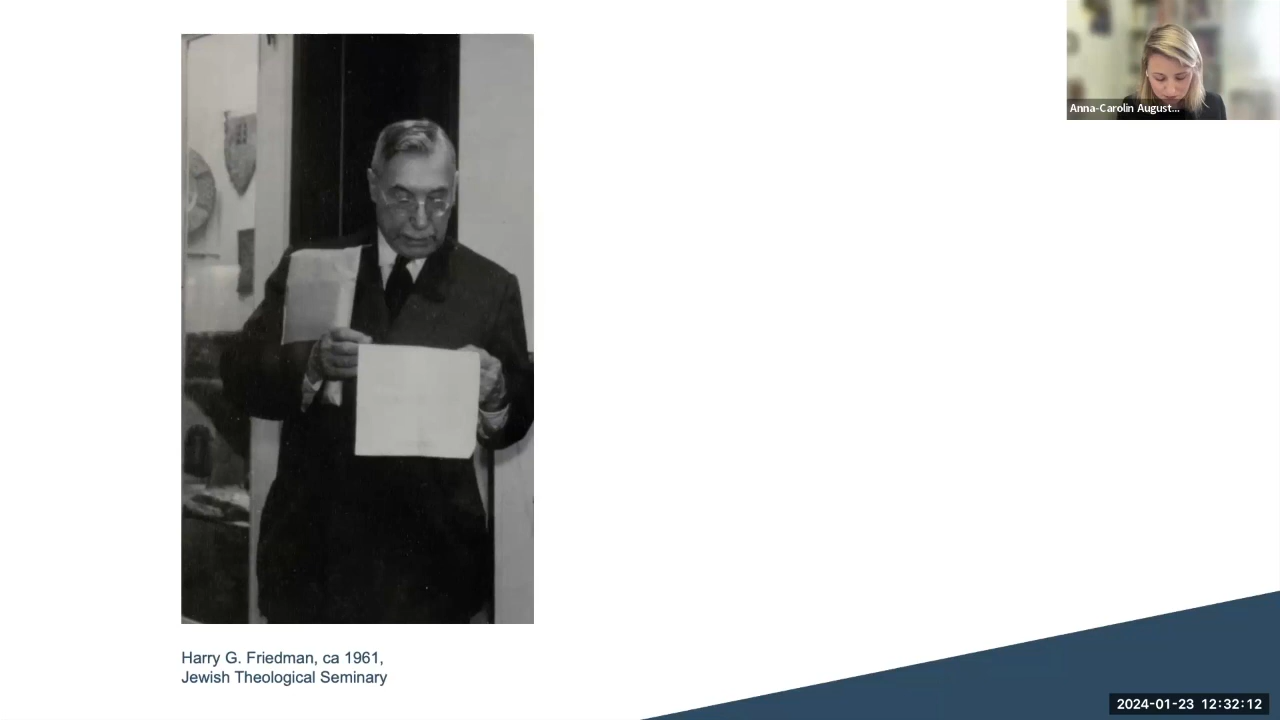 Anna-Carolin August...
Harry G. Friedman, ca 1961,
Jewish Theological Seminary
2024-01-23 12:32:12